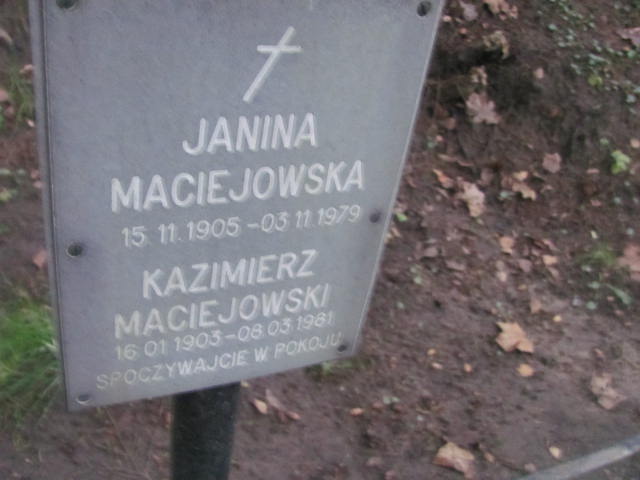 JANINA
MACIEJOWSKA
15 11.1905-03 11 1979
KAZIMIERZ
MACIEJOWSKI
16 01 1903-08.03.1981
SPOCZYWAJCIE W POKOJU